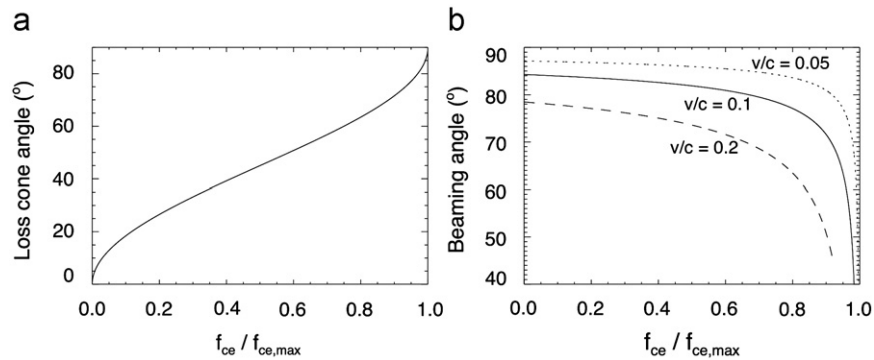 a
b
Loss cone angle (°)
80
60
40
20
0
0.0 0.2 0.4 0.6 0.8 1.0
f_ce / f_ce,max
Beaming angle (°)
90
80
70
60
50
40
v/c = 0.05
v/c = 0.1
v/c = 0.2
0.0 0.2 0.4 0.6 0.8 1.0
f_ce / f_ce,max